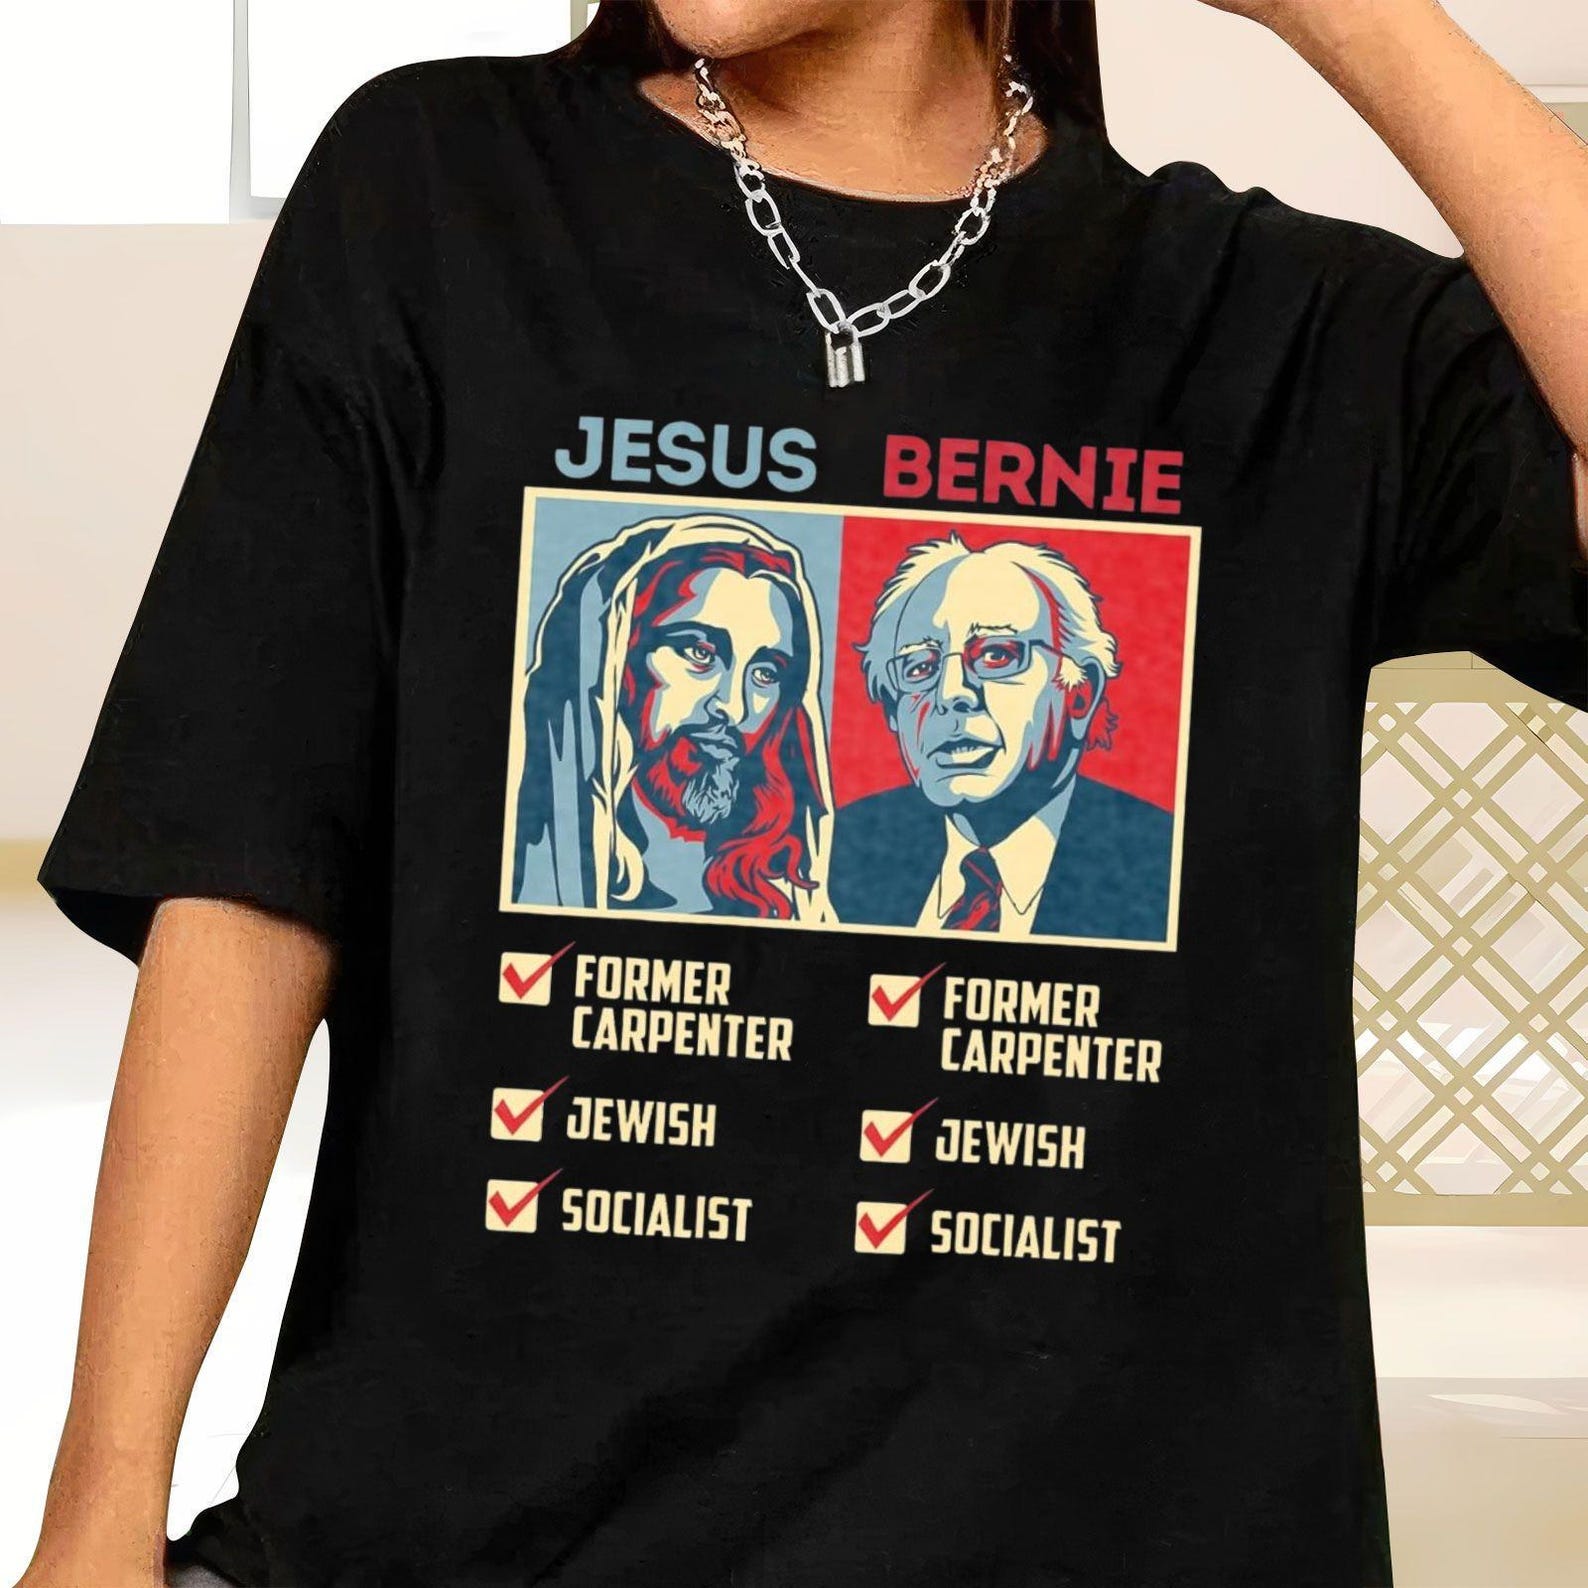 JESUS BERNIE
FORMER
CARPENTER
JEWISH
SOCIALIST
FORMER
CARPENTER
JEWISH
SOCIALIST